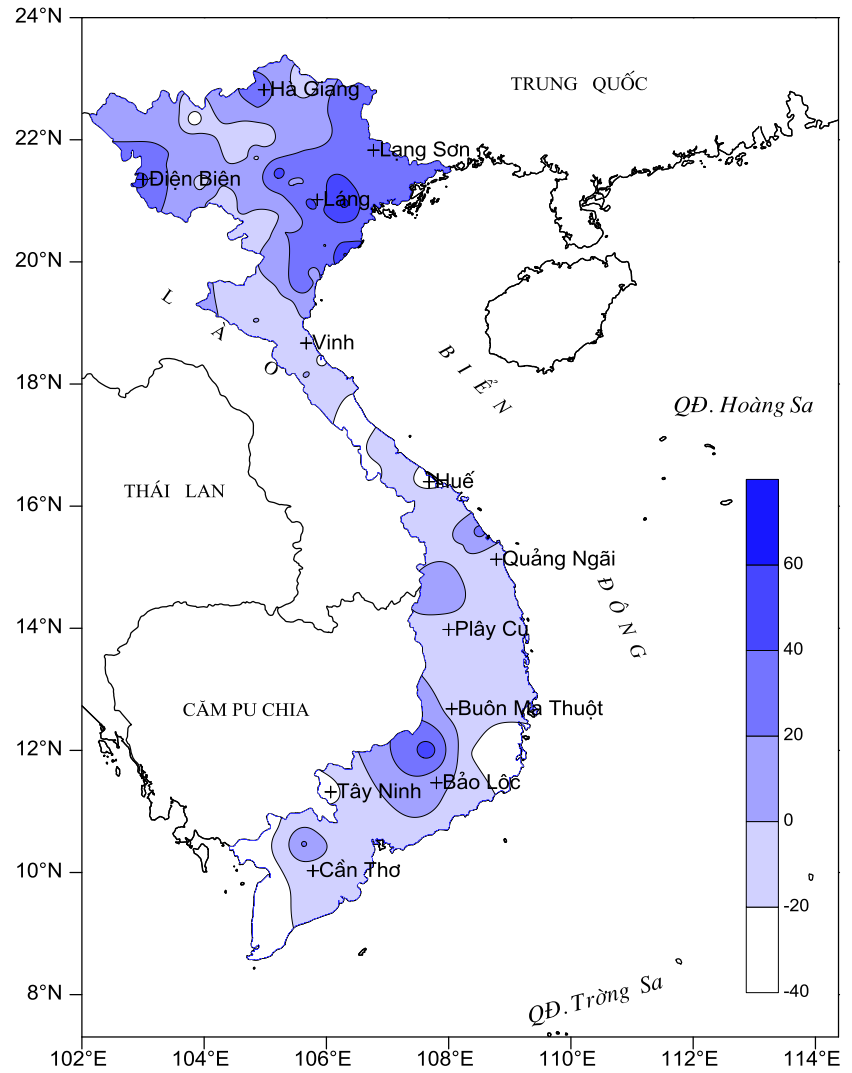 24°N
TRUNG QUỐC
Hà Giang
22°N
Lạng Sơn
Điện Biên
Láng
20°N
LÀO
Vinh
BIỂN
18°N
QĐ. Hoàng Sa
THÁI LAN
Huế
16°N
Quảng Ngãi
60
ĐÔNG
14°N
Plây Cu
40
CĂM PU CHIA
Buôn Ma Thuột
20
12°N
Bảo Lộc
Tây Ninh
0
10°N
Cần Thơ
-20
8°N
QĐ. Trờng Sa
-40
102°E 104°E 106°E 108°E 110°E 112°E 114°E